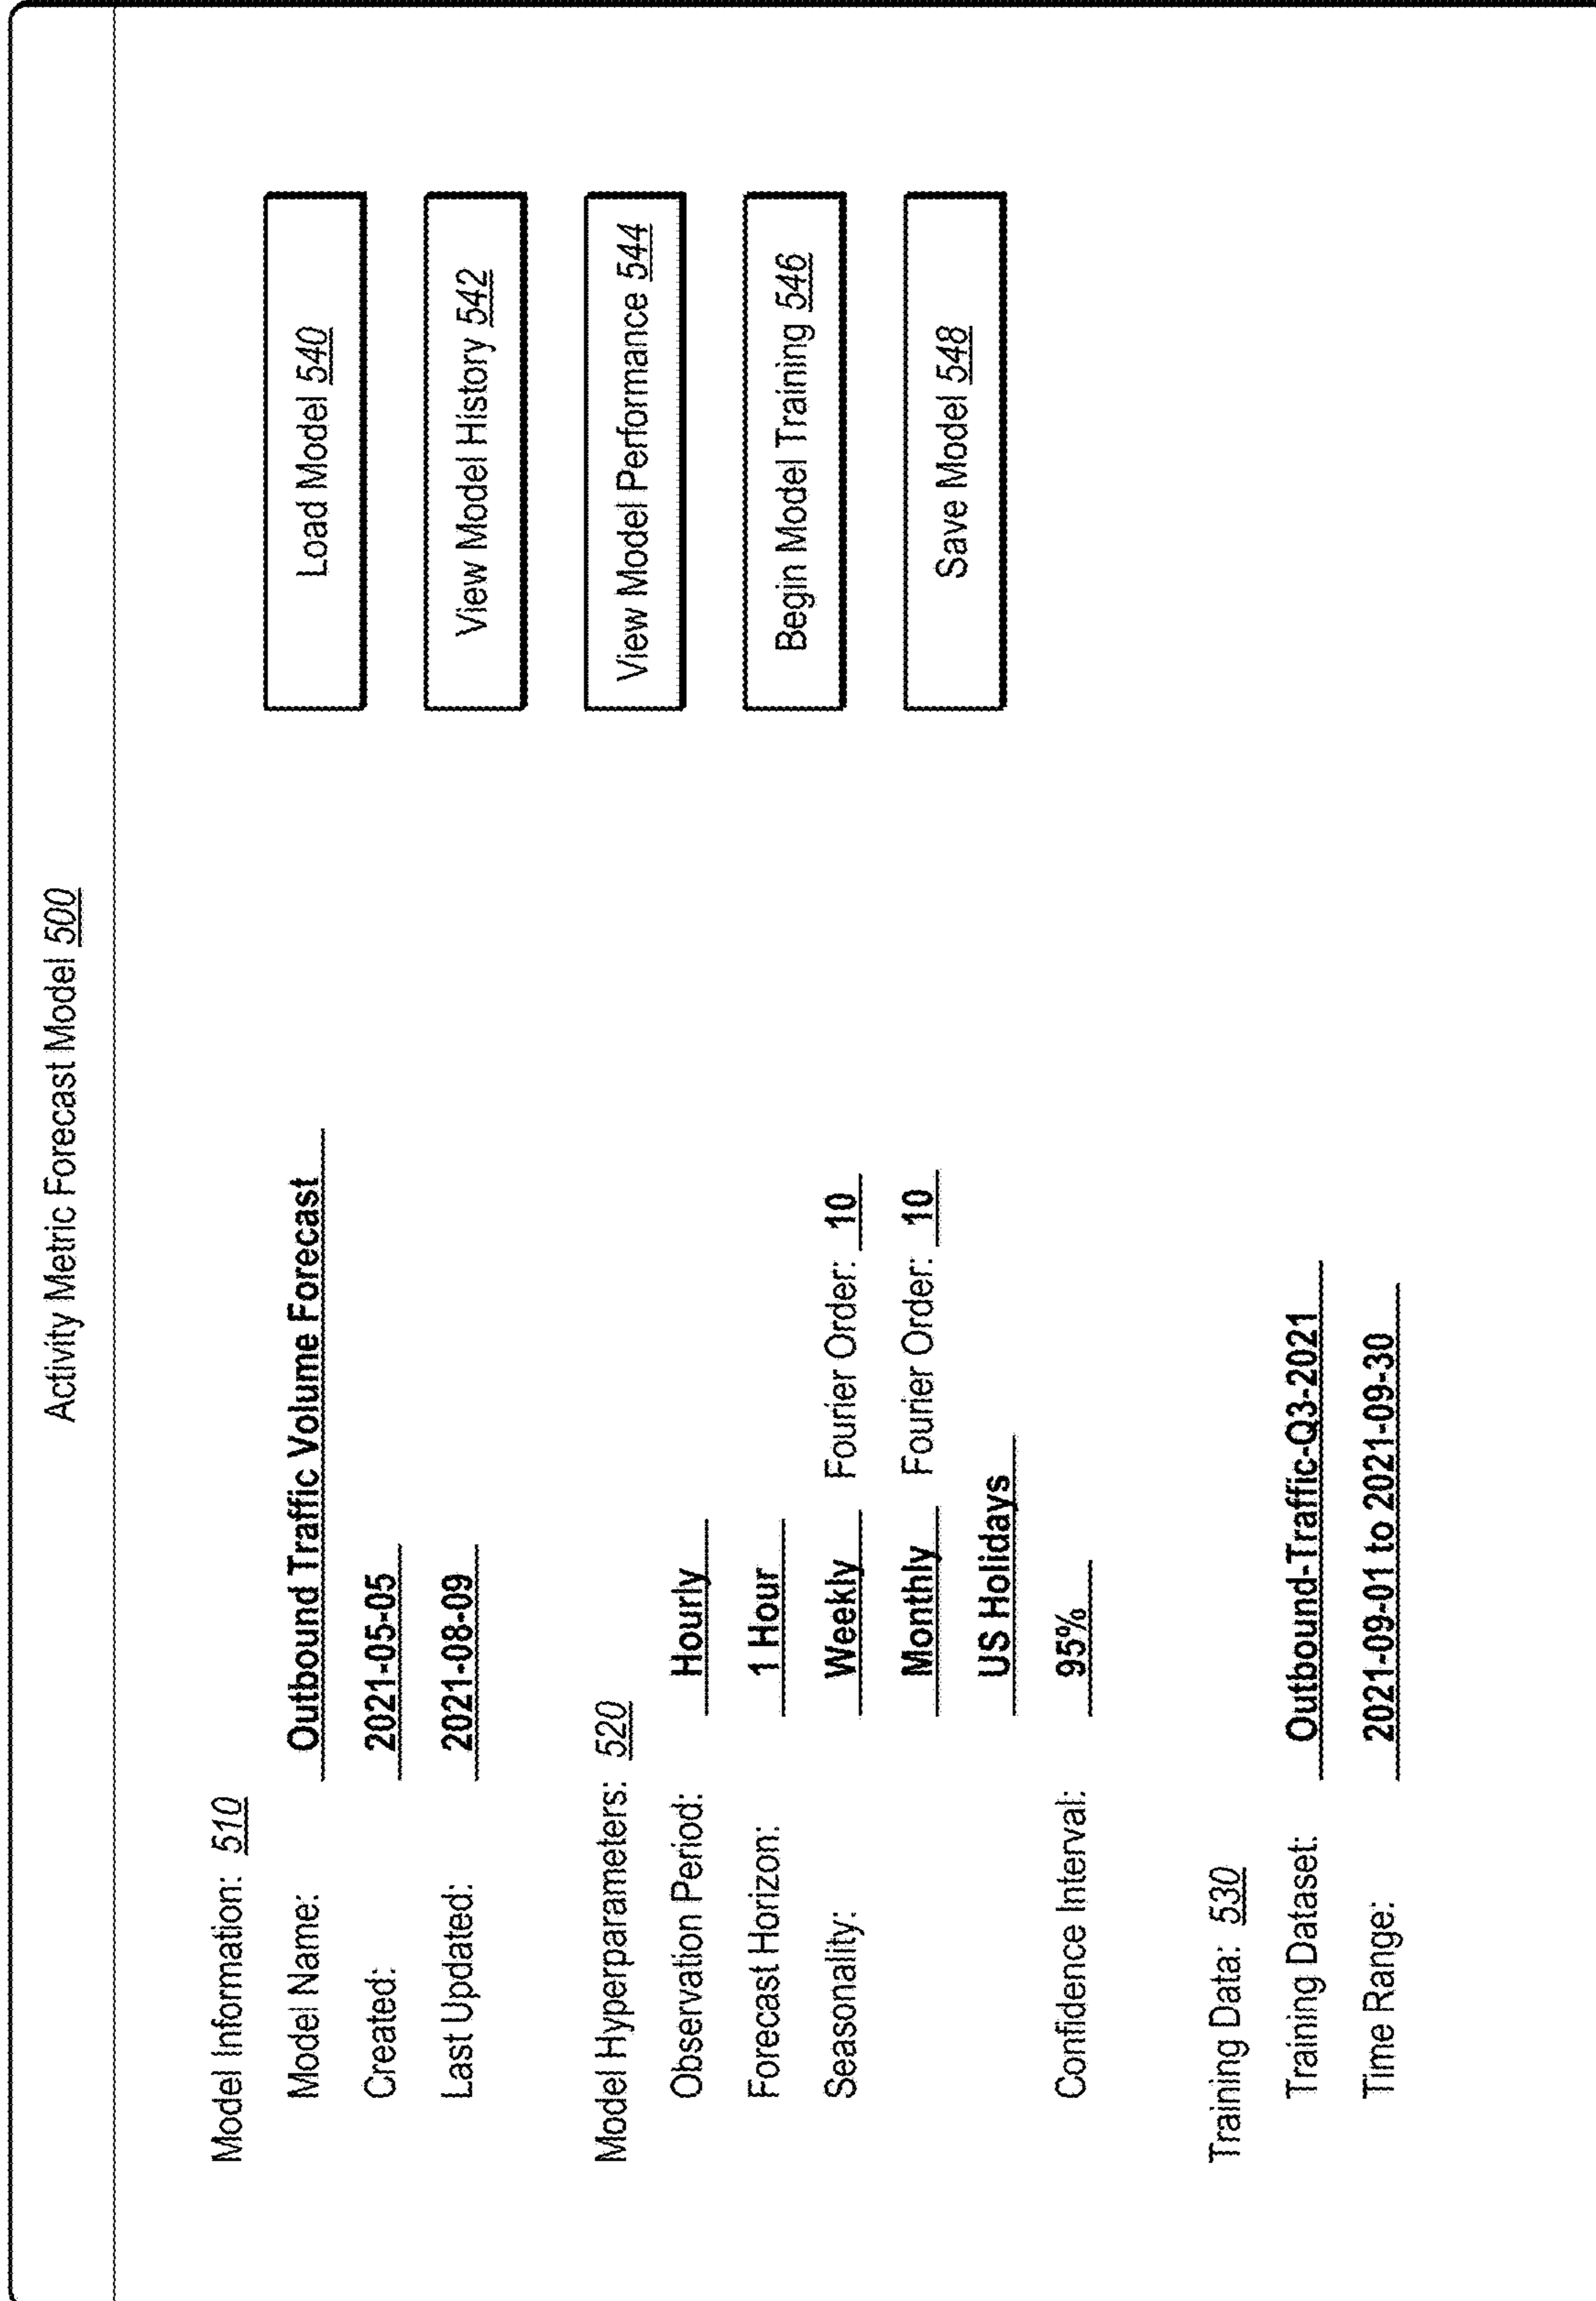 Activity Metric Forecast Model 500
Model Information: 510
Model Name: Outbound Traffic Volume Forecast
Created: 2021-05-05
Last Updated: 2021-08-09
Model Hyperparameters: 520
Observation Period: Hourly
Forecast Horizon: 1 Hour
Seasonality: Weekly Fourier Order: 10
Monthly Fourier Order: 10
US Holidays
Confidence Interval: 95%
Training Data: 530
Training Dataset: Outbound-Traffic-Q3-2021
Time Range: 2021-09-01 to 2021-09-30
Load Model 540
View Model History 542
View Model Performance 544
Begin Model Training 546
Save Model 548